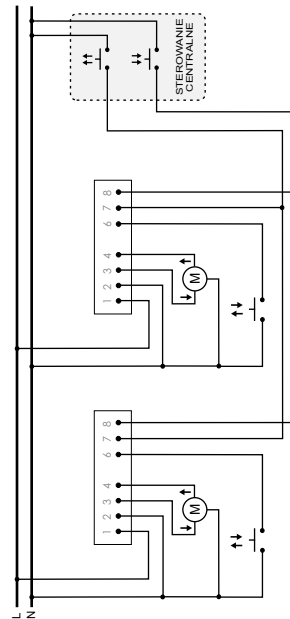 L
N
1 2 3 4 6 7 8
M
1 2 3 4 6 7 8
M
STEROWANIE
CENTRALNE